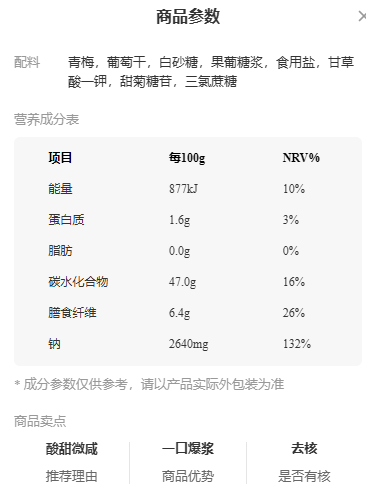 商品参数
配料 青梅，葡萄干，白砂糖，果葡糖浆，食用盐，甘草
酸一钾，甜菊糖苷，三氯蔗糖
营养成分表
项目 每100g NRV%
能量 877kJ 10%
蛋白质 1.6g 3%
脂肪 0.0g 0%
碳水化合物 47.0g 16%
膳食纤维 6.4g 26%
钠 2640mg 132%
* 成分参数仅供参考，请以产品实际外包装为准
商品卖点
酸甜微咸 一口爆浆 去核
推荐理由 商品优势 是否有核